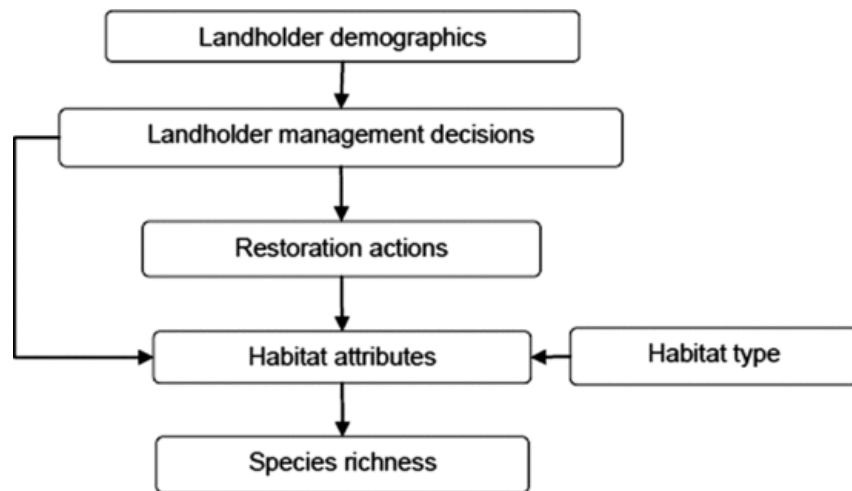 Landholder demographics
Landholder management decisions
Restoration actions
Habitat attributes
Habitat type
Species richness